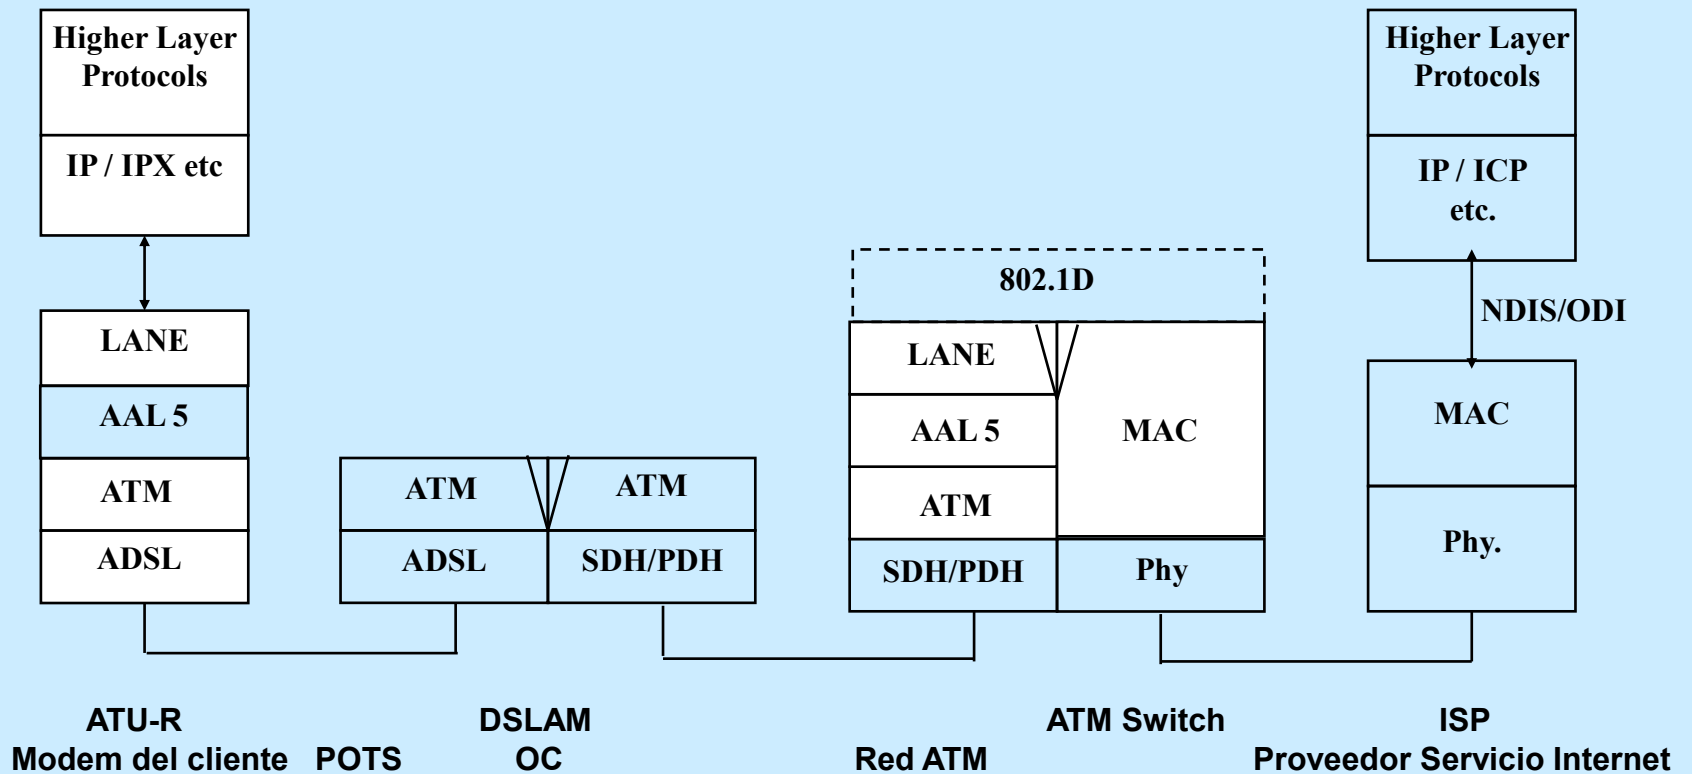 Higher Layer
Protocols
IP / IPX etc
LANE
AAL 5
ATM
ADSL
ATM
ATM
ADSL
SDH/PDH
802.1D
LANE
AAL 5
ATM
SDH/PDH
MAC
Phy
Higher Layer
Protocols
IP / ICP
etc.
NDIS/ODI
MAC
Phy.
ATU-R
Modem del cliente
POTS
DSLAM
OC
Red ATM
ATM Switch
ISP
Proveedor Servicio Internet